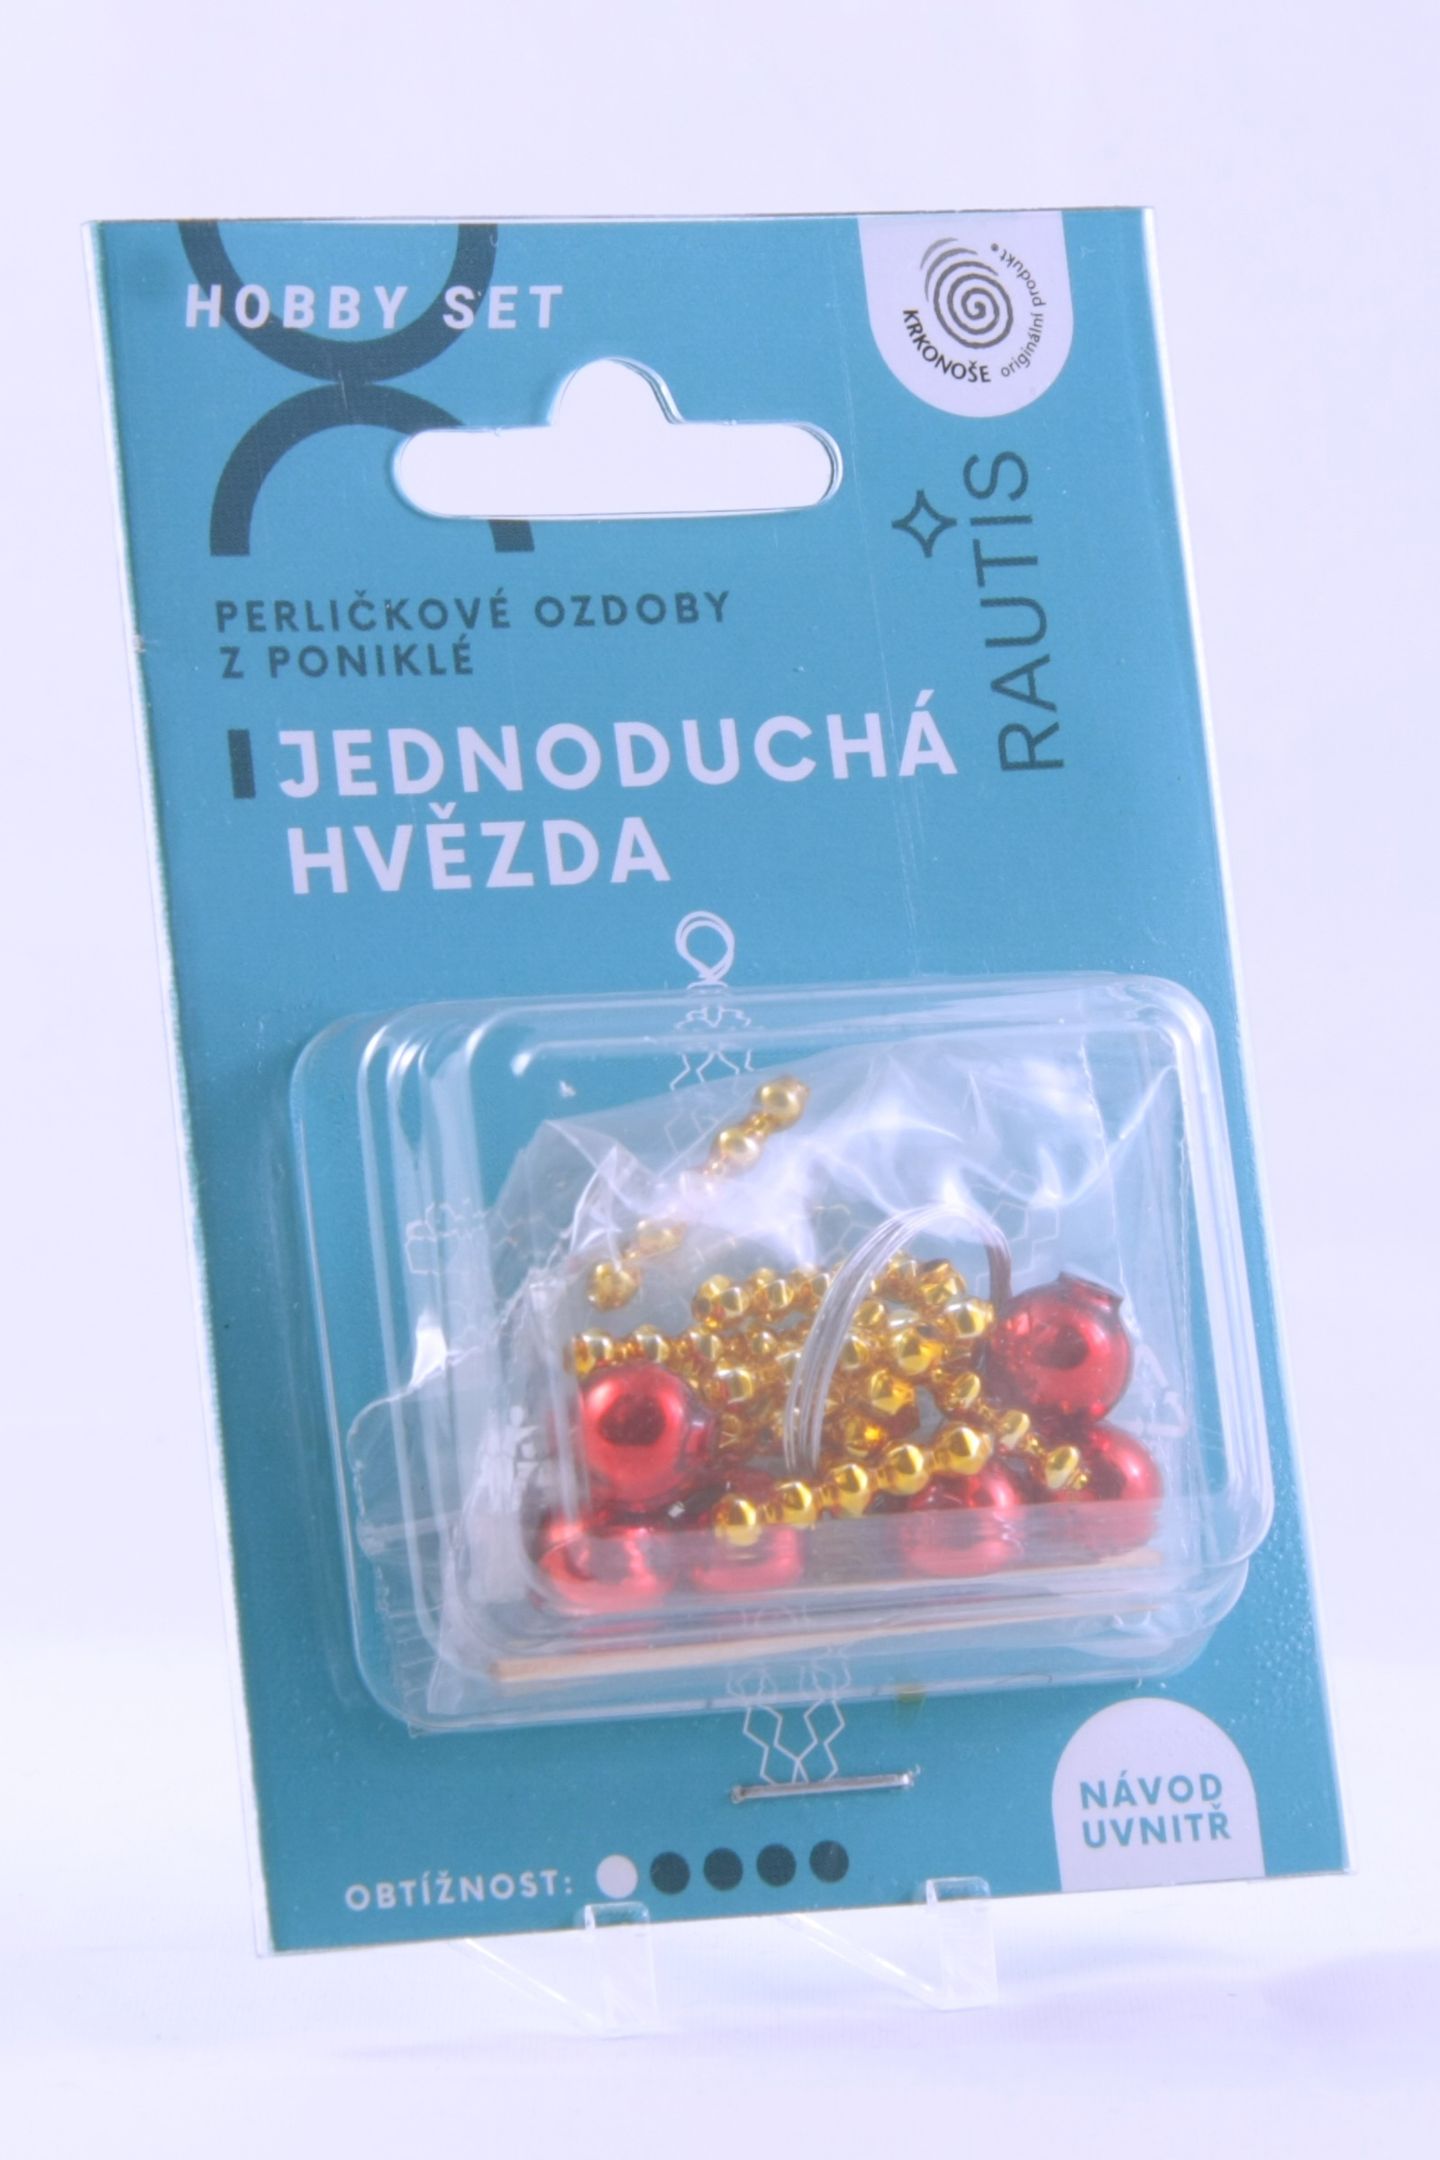 HOBBY SET
KRKONOŠE originální produkt®
RAUTIS
PERLIČKOVÉ OZDOBY
Z PONIKLÉ
JEDNODUCHÁ
HVĚZDA
NÁVOD
UVNITŘ
OBTÍŽNOST: